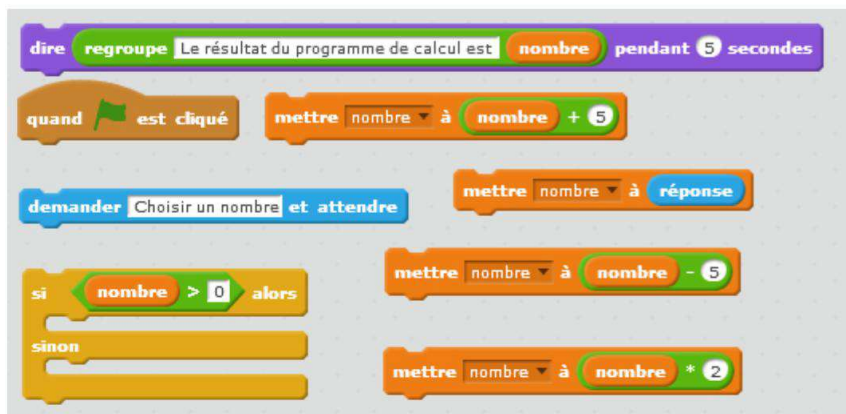 dire regroupe Le résultat du programme de calcul est nombre pendant 5 secondes
quand est cliqué
mettre nombre à nombre + 5
demander Choisir un nombre et attendre
mettre nombre à réponse
si nombre > 0 alors
sinon
mettre nombre à nombre - 5
mettre nombre à nombre * 2